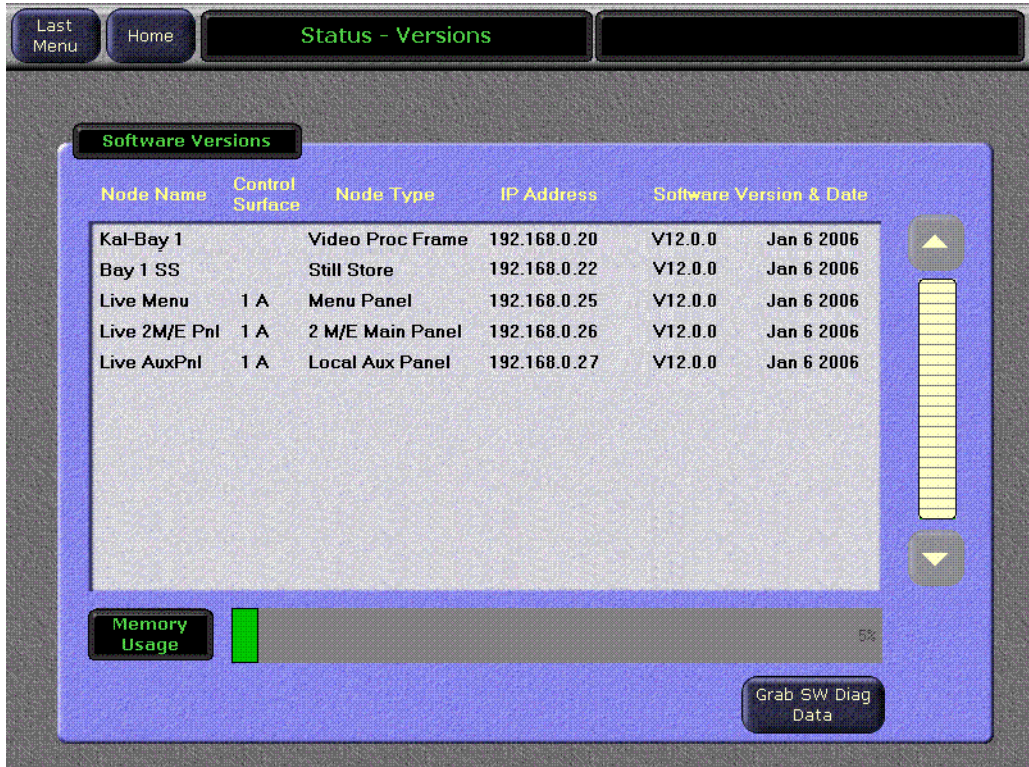 Last Menu Home Status - Versions
Software Versions
Node Name Control Surface Node Type IP Address Software Version & Date
Kal-Bay 1 Video Proc Frame 192.168.0.20 V12.0.0 Jan 6 2006
Bay 1 SS Still Store 192.168.0.22 V12.0.0 Jan 6 2006
Live Menu 1 A Menu Panel 192.168.0.25 V12.0.0 Jan 6 2006
Live 2M/E Pnl 1 A 2 M/E Main Panel 192.168.0.26 V12.0.0 Jan 6 2006
Live AuxPnl 1 A Local Aux Panel 192.168.0.27 V12.0.0 Jan 6 2006
Memory Usage 5%
Grab SW Diag Data